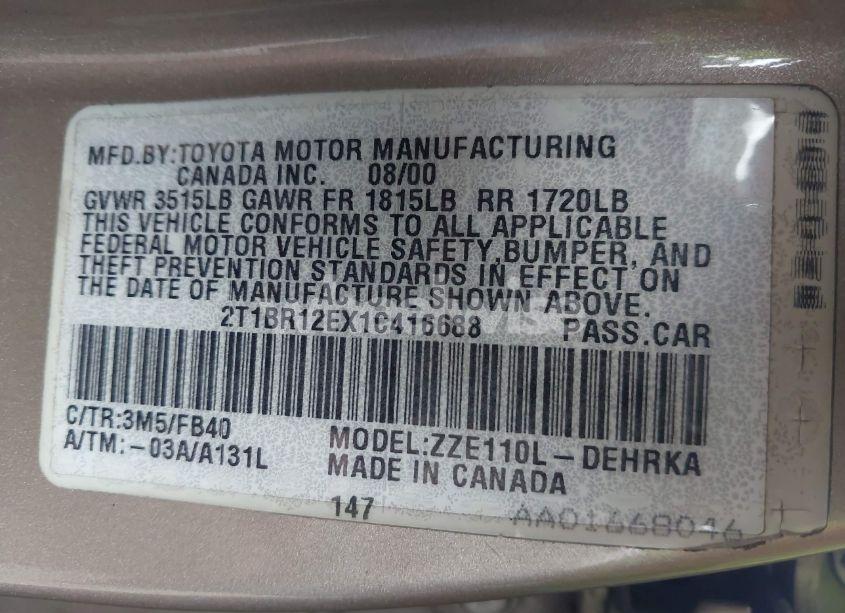 MFD.BY:TOYOTA MOTOR MANUFACTURING
CANADA INC. 08/00
GVWR 3515LB GAWR FR 1815LB RR 1720LB
THIS VEHICLE CONFORMS TO ALL APPLICABLE
FEDERAL MOTOR VEHICLE SAFETY,BUMPER, AND
THEFT PREVENTION STANDARDS IN EFFECT ON
THE DATE OF MANUFACTURE SHOWN ABOVE.
2T1BR12EX1C416688 PASS.CAR
C/TR:3M5/FB40
A/TM:-03A/A131L
MODEL:ZZE110L-DEHRKA
MADE IN CANADA
147
AA01668046